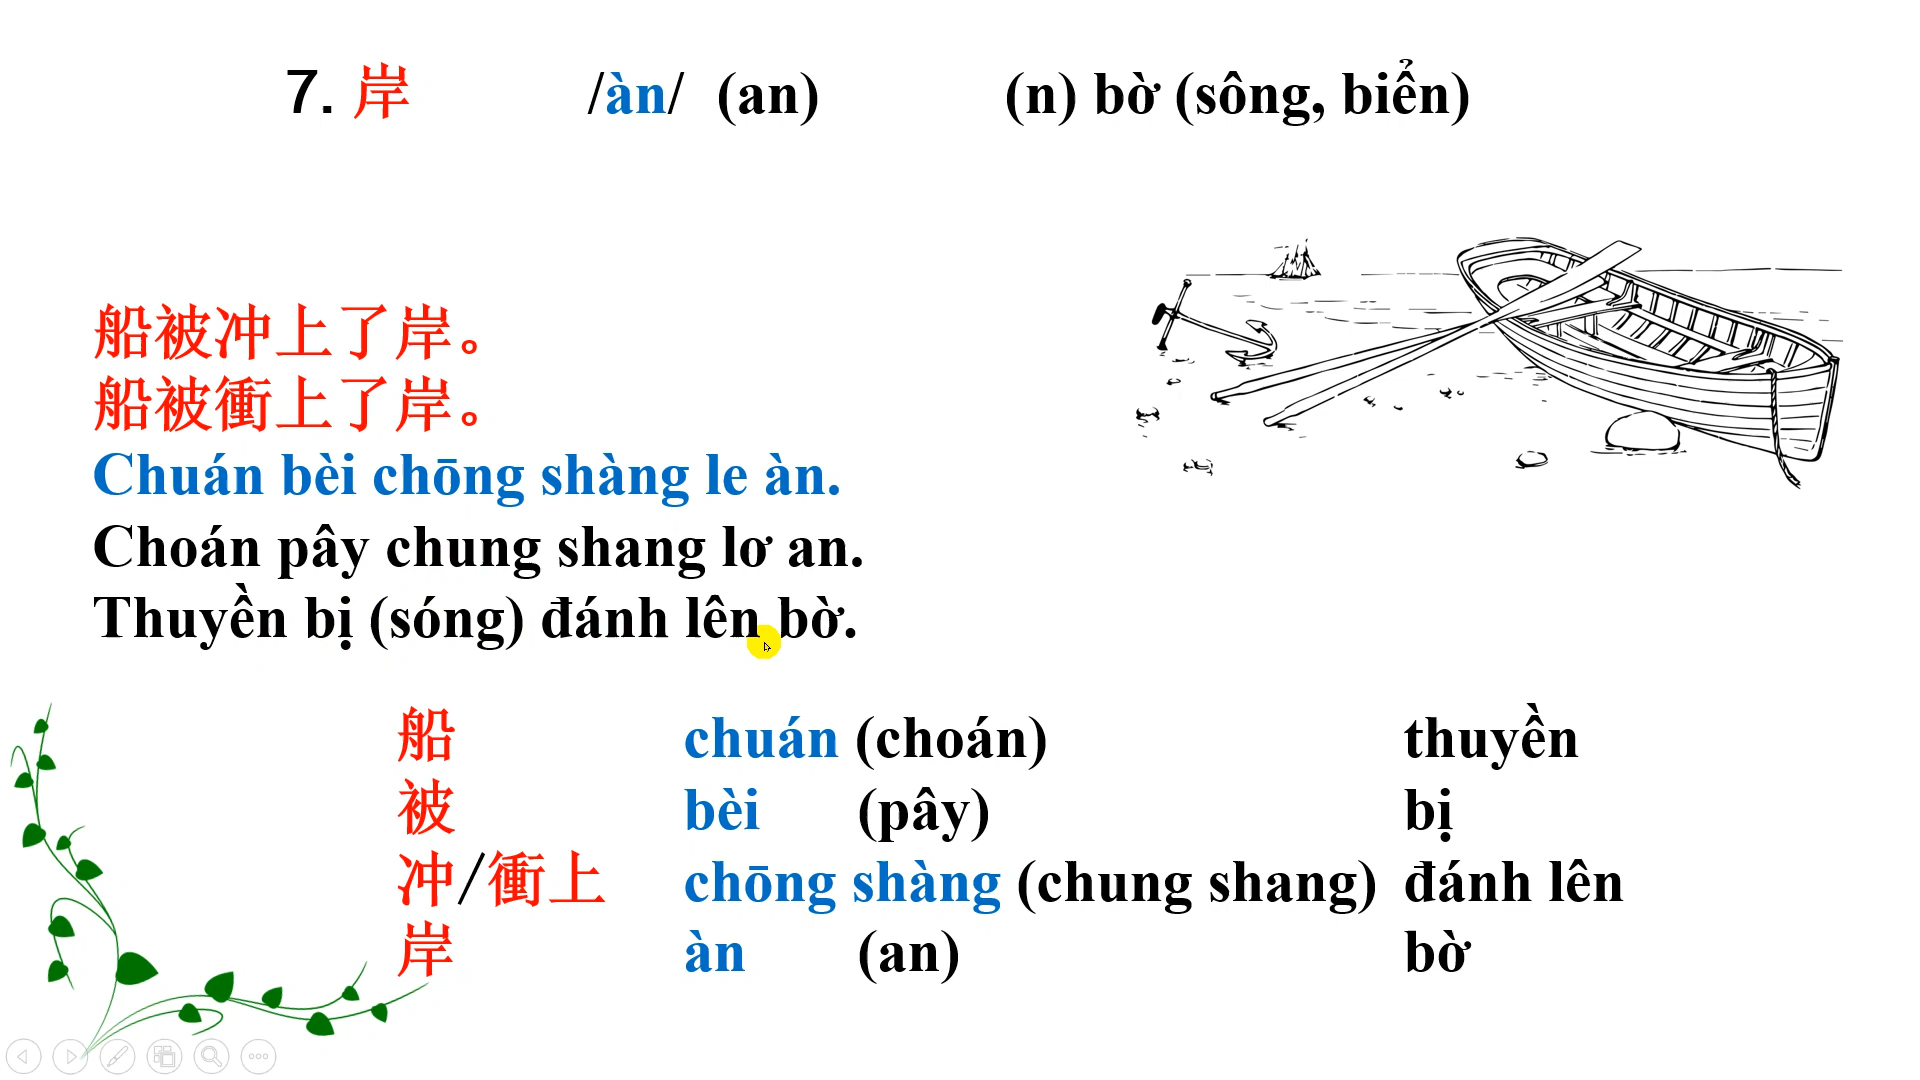 7. 岸 /àn/ (an) (n) bờ (sông, biển)
船被冲上了岸。
船被衝上了岸。
Chuán bèi chōng shàng le àn.
Choán pây chung shang lơ an.
Thuyền bị (sóng) đánh lên bờ.
船 chuán (choán) thuyền
被 bèi (pây) bị
冲/衝上 chōng shàng (chung shang) đánh lên
岸 àn (an) bờ